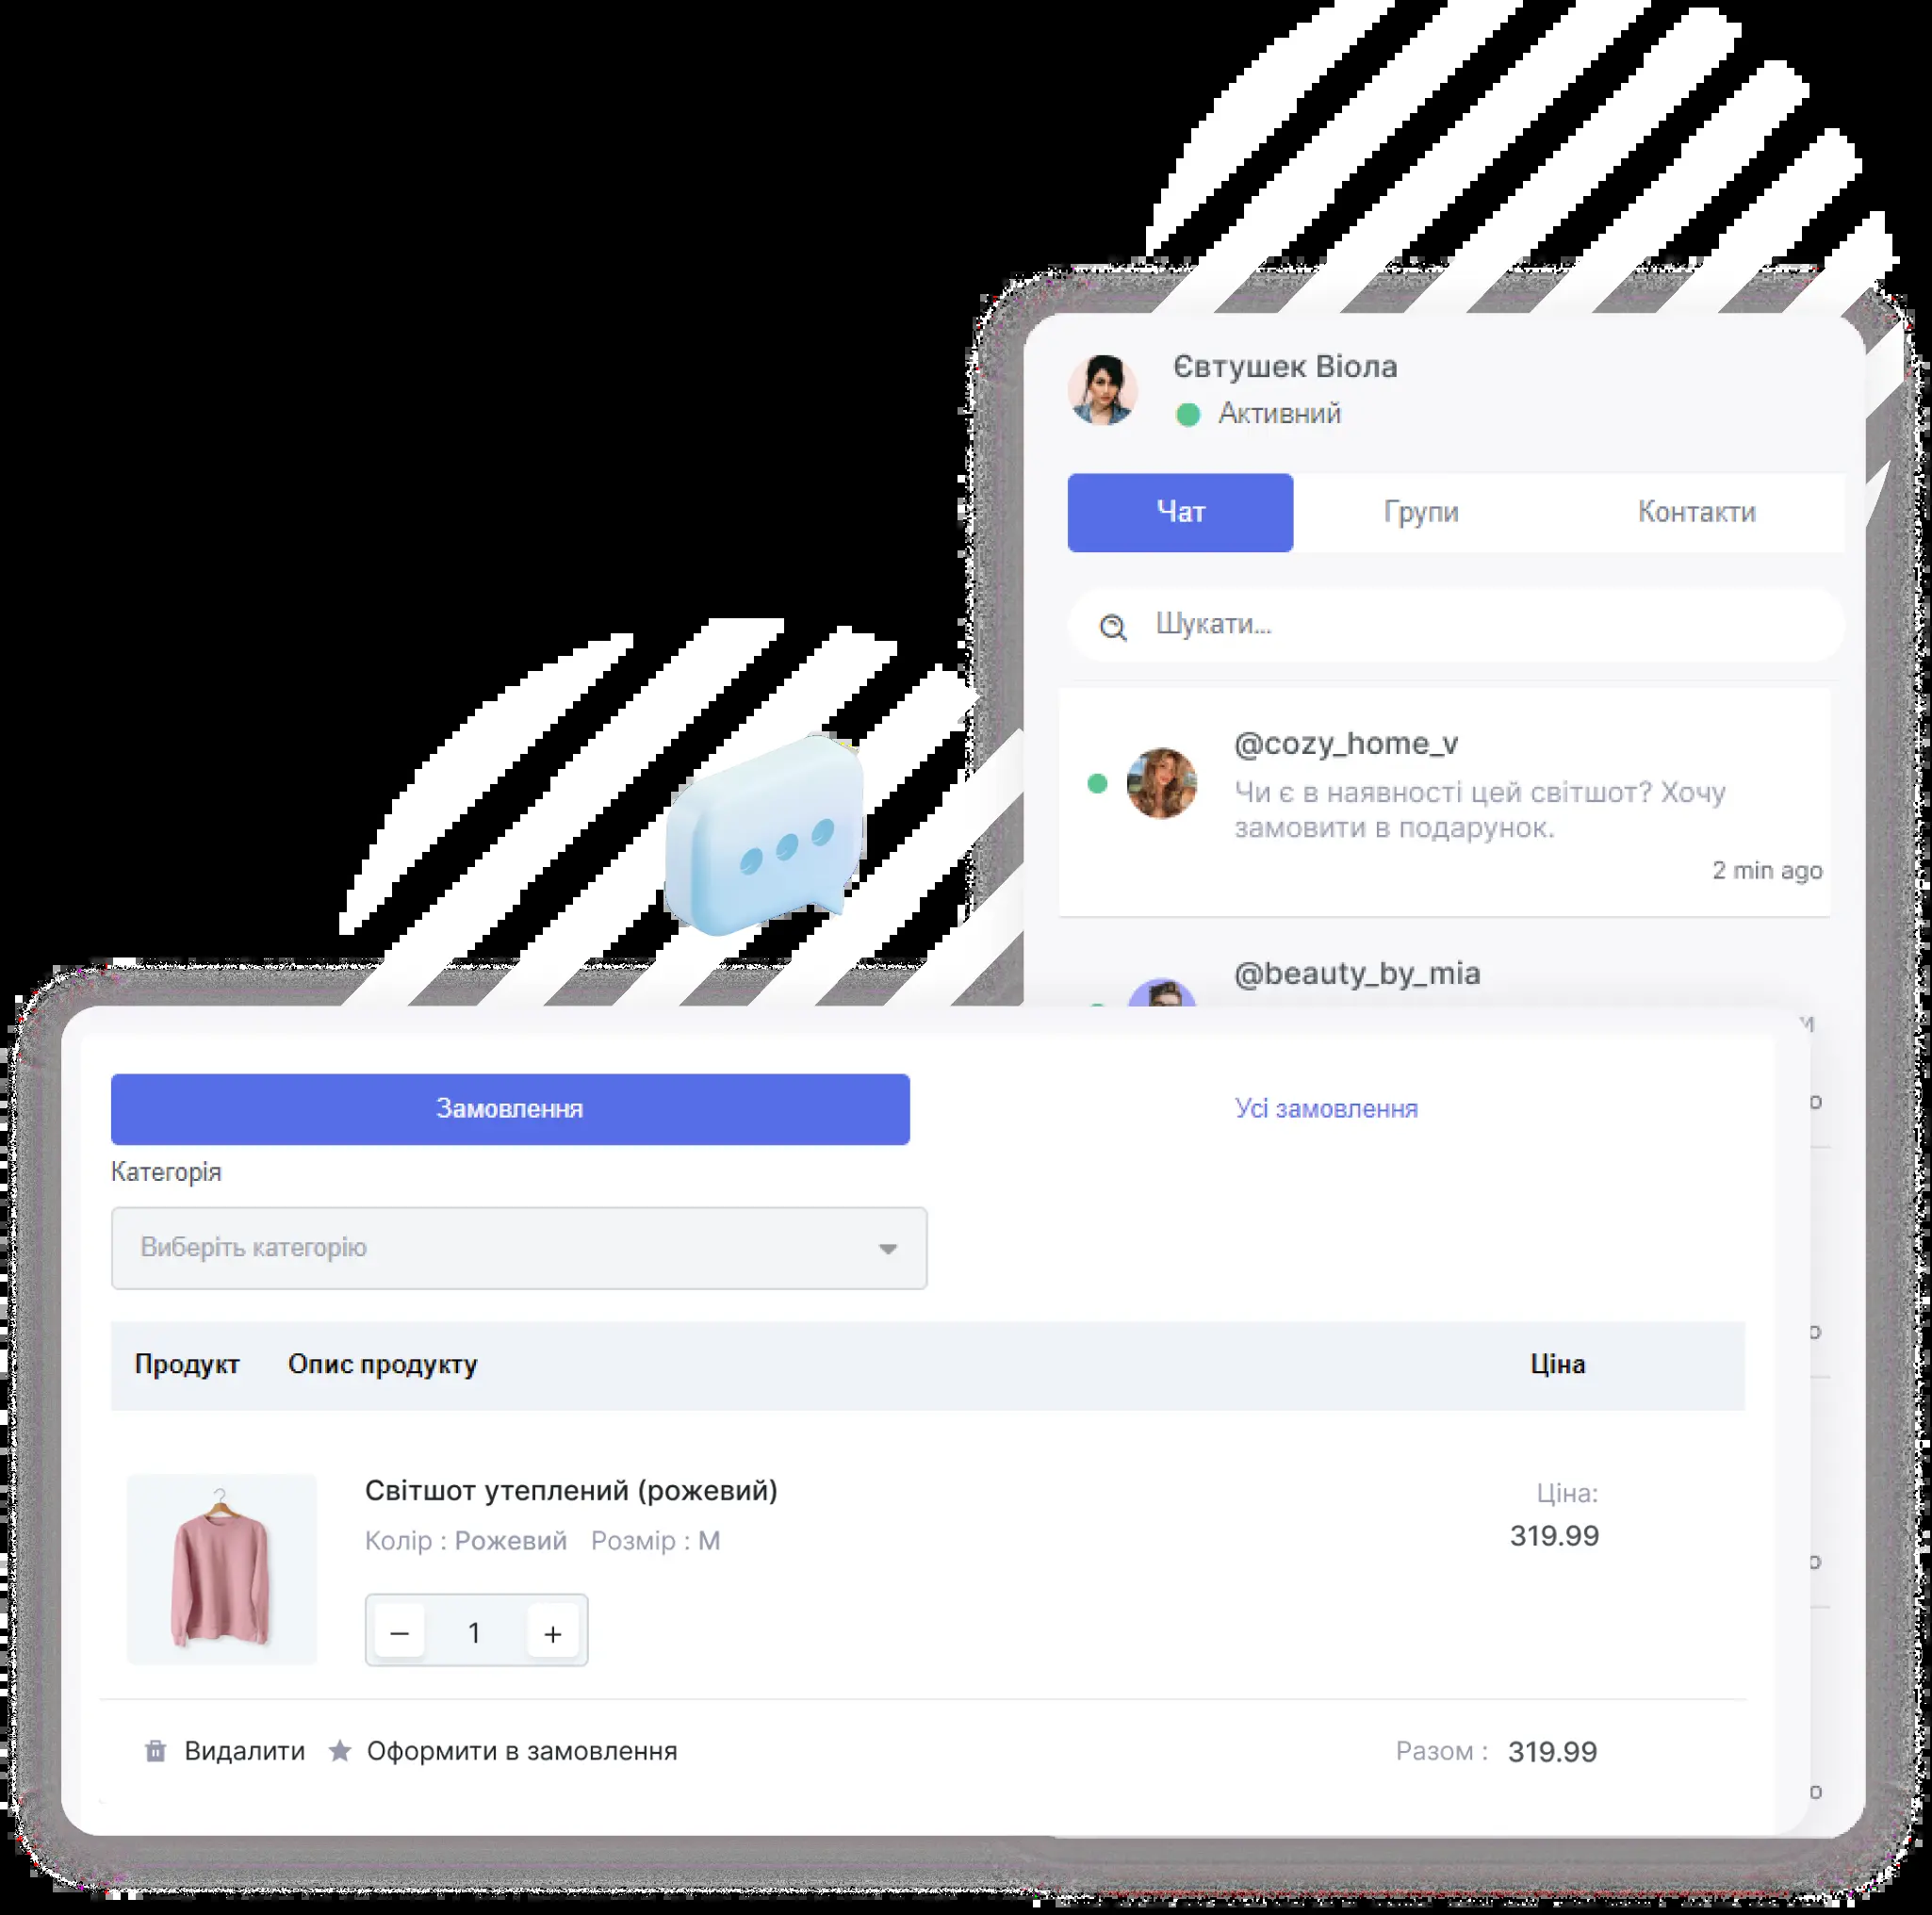 Євтушек Віола
Активний
Чат Групи Контакти
Шукати...
@cozy_home_v
Чи є в наявності цей світшот? Хочу
замовити в подарунок.
2 min ago
@beauty_by_mia
Замовлення Усі замовлення
Категорія
Виберіть категорію
Продукт Опис продукту Ціна
Світшот утеплений (рожевий)
Колір : Рожевий Розмір : M
Ціна:
319.99
1
Видалити Оформити в замовлення Разом : 319.99